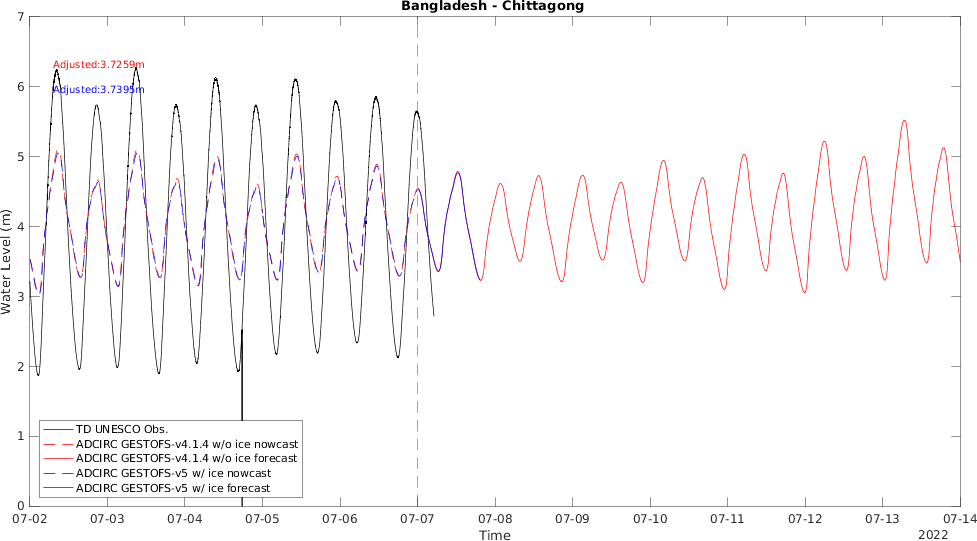 Bangladesh - Chittagong
7
6
5
4
3
2
1
0
Water Level (m)
Adjusted:3.7259m
Adjusted:3.7395m
TD UNESCO Obs.
ADCIRC GESTOFS-v4.1.4 w/o ice nowcast
ADCIRC GESTOFS-v4.1.4 w/o ice forecast
ADCIRC GESTOFS-v5 w/ ice nowcast
ADCIRC GESTOFS-v5 w/ ice forecast
07-02 07-03 07-04 07-05 07-06 07-07 07-08 07-09 07-10 07-11 07-12 07-13 07-14
Time
2022